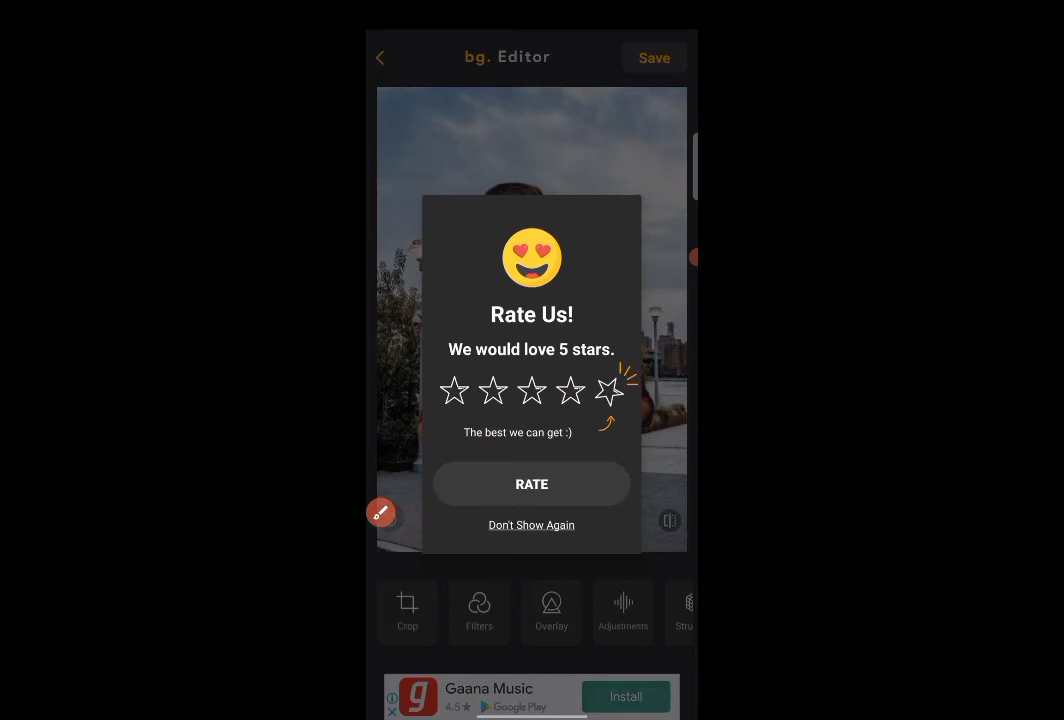 bg. Editor
Save
Rate Us!
We would love 5 stars.
The best we can get :)
RATE
Don't Show Again
Crop
Filters
Overlay
Adjustments
Stru
g
Gaana Music
4.5★
Google Play
Install